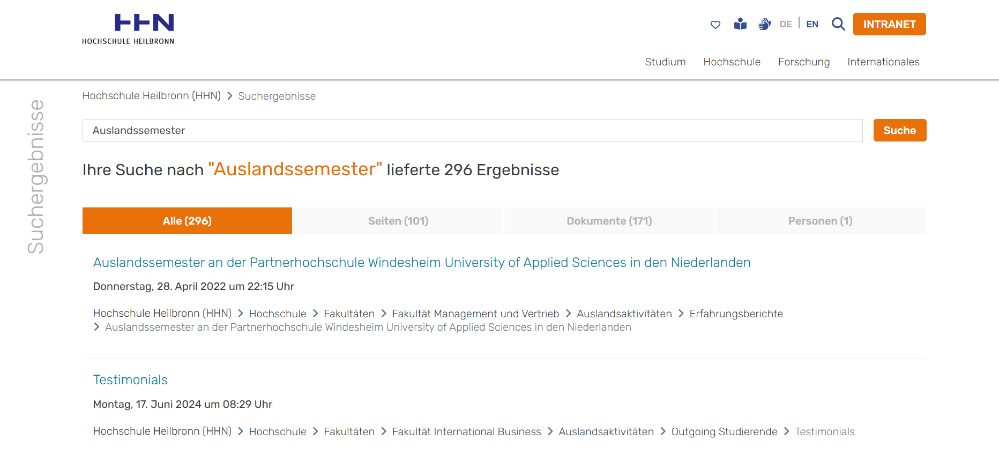 HHN
HOCHSCHULE HEILBRONN
DE | EN
INTRANET
Studium Hochschule Forschung Internationales
Suchergebnisse
Hochschule Heilbronn (HHN) > Suchergebnisse
Auslandssemester
Suche
Ihre Suche nach "Auslandssemester" lieferte 296 Ergebnisse
Alle (296) Seiten (101) Dokumente (171) Personen (1)
Auslandssemester an der Partnerhochschule Windesheim University of Applied Sciences in den Niederlanden
Donnerstag, 28. April 2022 um 22:15 Uhr
Hochschule Heilbronn (HHN) > Hochschule > Fakultäten > Fakultät Management und Vertrieb > Auslandsaktivitäten > Erfahrungsberichte
> Auslandssemester an der Partnerhochschule Windesheim University of Applied Sciences in den Niederlanden
Testimonials
Montag, 17. Juni 2024 um 08:29 Uhr
Hochschule Heilbronn (HHN) > Hochschule > Fakultäten > Fakultät International Business > Auslandsaktivitäten > Outgoing Studierende > Testimonials